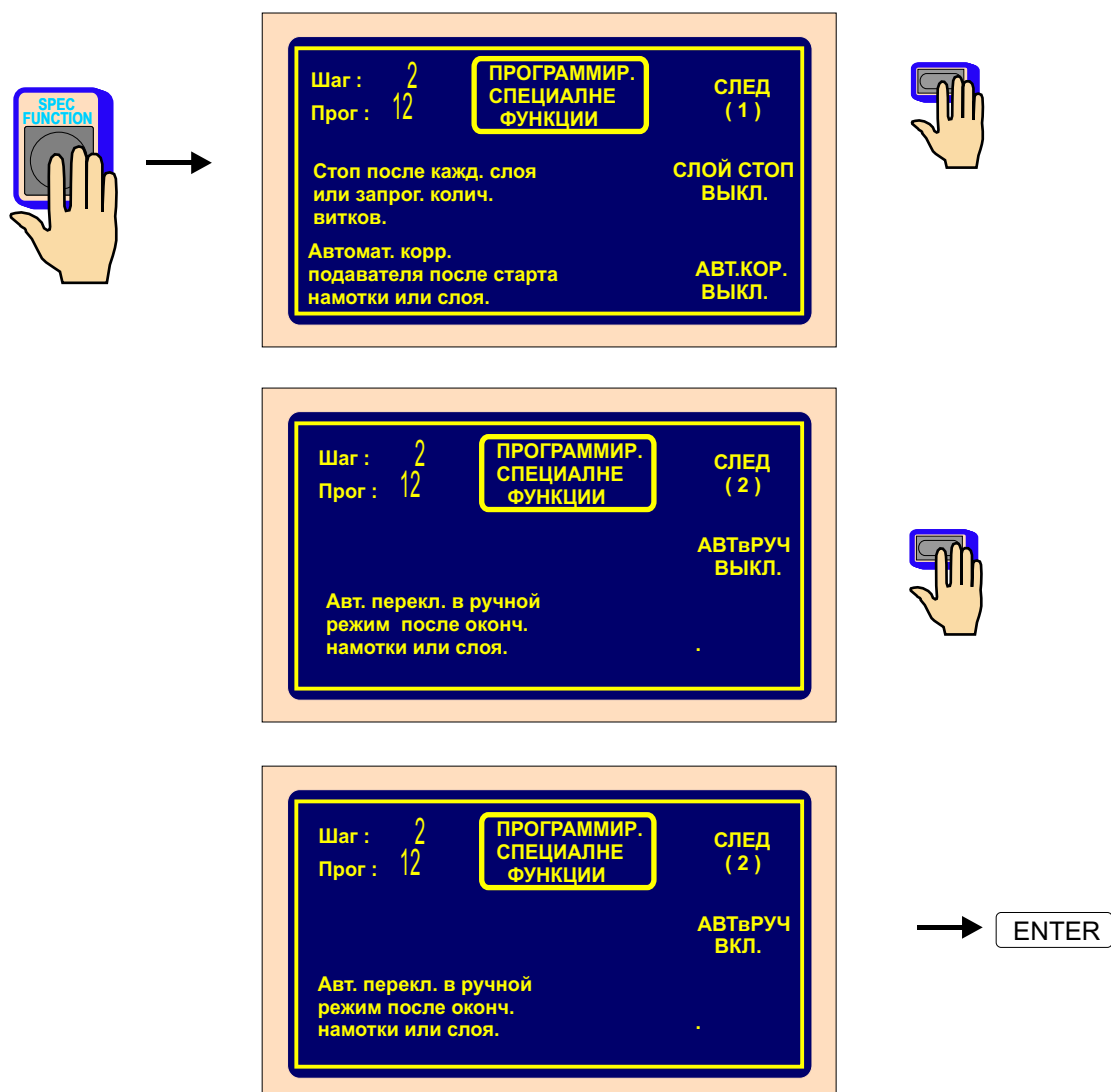 SPEC
FUNCTION
Шаг : 2
Прог : 12
ПРОГРАММИР.
СПЕЦИАЛНЕ
ФУНКЦИИ
СЛЕД
( 1 )
Стоп после кажд. слоя
или запрог. колич.
витков.
СЛОЙ СТОП
ВЫКЛ.
Автомат. корр.
подавателя после старта
намотки или слоя.
АВТ.КОР.
ВЫКЛ.
Шаг : 2
Прог : 12
ПРОГРАММИР.
СПЕЦИАЛНЕ
ФУНКЦИИ
СЛЕД
( 2 )
АВТвРУЧ
ВЫКЛ.
Авт. перекл. в ручной
режим после оконч.
намотки или слоя.
.
Шаг : 2
Прог : 12
ПРОГРАММИР.
СПЕЦИАЛНЕ
ФУНКЦИИ
СЛЕД
( 2 )
АВТвРУЧ
ВКЛ.
Авт. перекл. в ручной
режим после оконч.
намотки или слоя.
.
ENTER